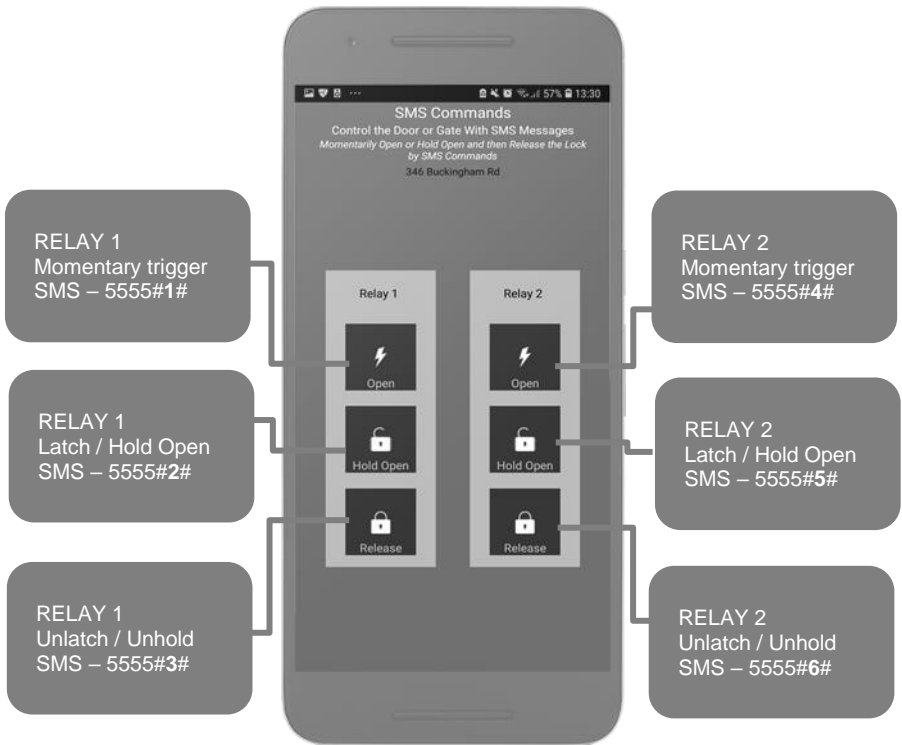 57% 13:30
SMS Commands
Control the Door or Gate With SMS Messages
Momentarily Open or Hold Open and then Release the Lock
by SMS Commands
346 Buckingham Rd
RELAY 1
Momentary trigger
SMS – 5555#1#
RELAY 2
Momentary trigger
SMS – 5555#4#
Relay 1
Relay 2
Open
Open
RELAY 1
Latch / Hold Open
SMS – 5555#2#
RELAY 2
Latch / Hold Open
SMS – 5555#5#
Hold Open
Hold Open
Release
Release
RELAY 1
Unlatch / Unhold
SMS – 5555#3#
RELAY 2
Unlatch / Unhold
SMS – 5555#6#